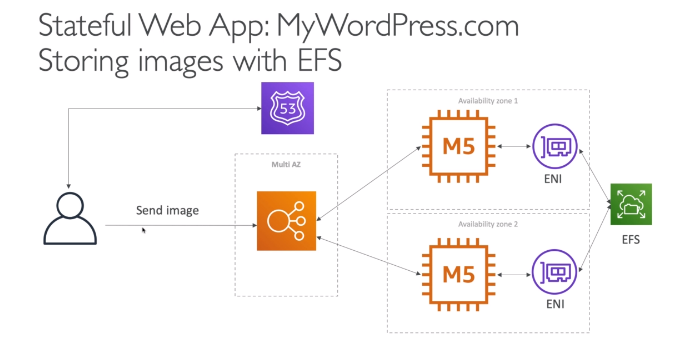 Stateful Web App: MyWordPress.com
Storing images with EFS
53
Availability zone 1
M5
ENI
Multi AZ
Send image
EFS
Availability zone 2
M5
ENI